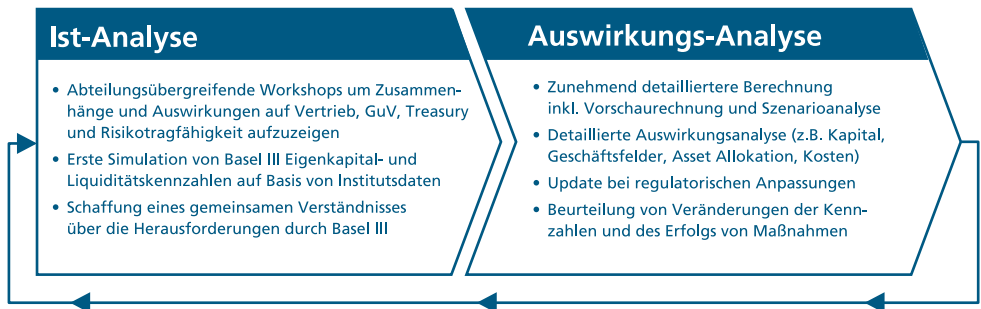 Ist-Analyse
• Abteilungsübergreifende Workshops um Zusammen-
hänge und Auswirkungen auf Vertrieb, GuV, Treasury
und Risikotragfähigkeit aufzuzeigen
• Erste Simulation von Basel III Eigenkapital- und
Liquiditätskennzahlen auf Basis von Institutsdaten
• Schaffung eines gemeinsamen Verständnisses
über die Herausforderungen durch Basel III
Auswirkungs-Analyse
• Zunehmend detailliertere Berechnung
inkl. Vorschaurechnung und Szenarioanalyse
• Detaillierte Auswirkungsanalyse (z.B. Kapital,
Geschäftsfelder, Asset Allokation, Kosten)
• Update bei regulatorischen Anpassungen
• Beurteilung von Veränderungen der Kenn-
zahlen und des Erfolgs von Maßnahmen